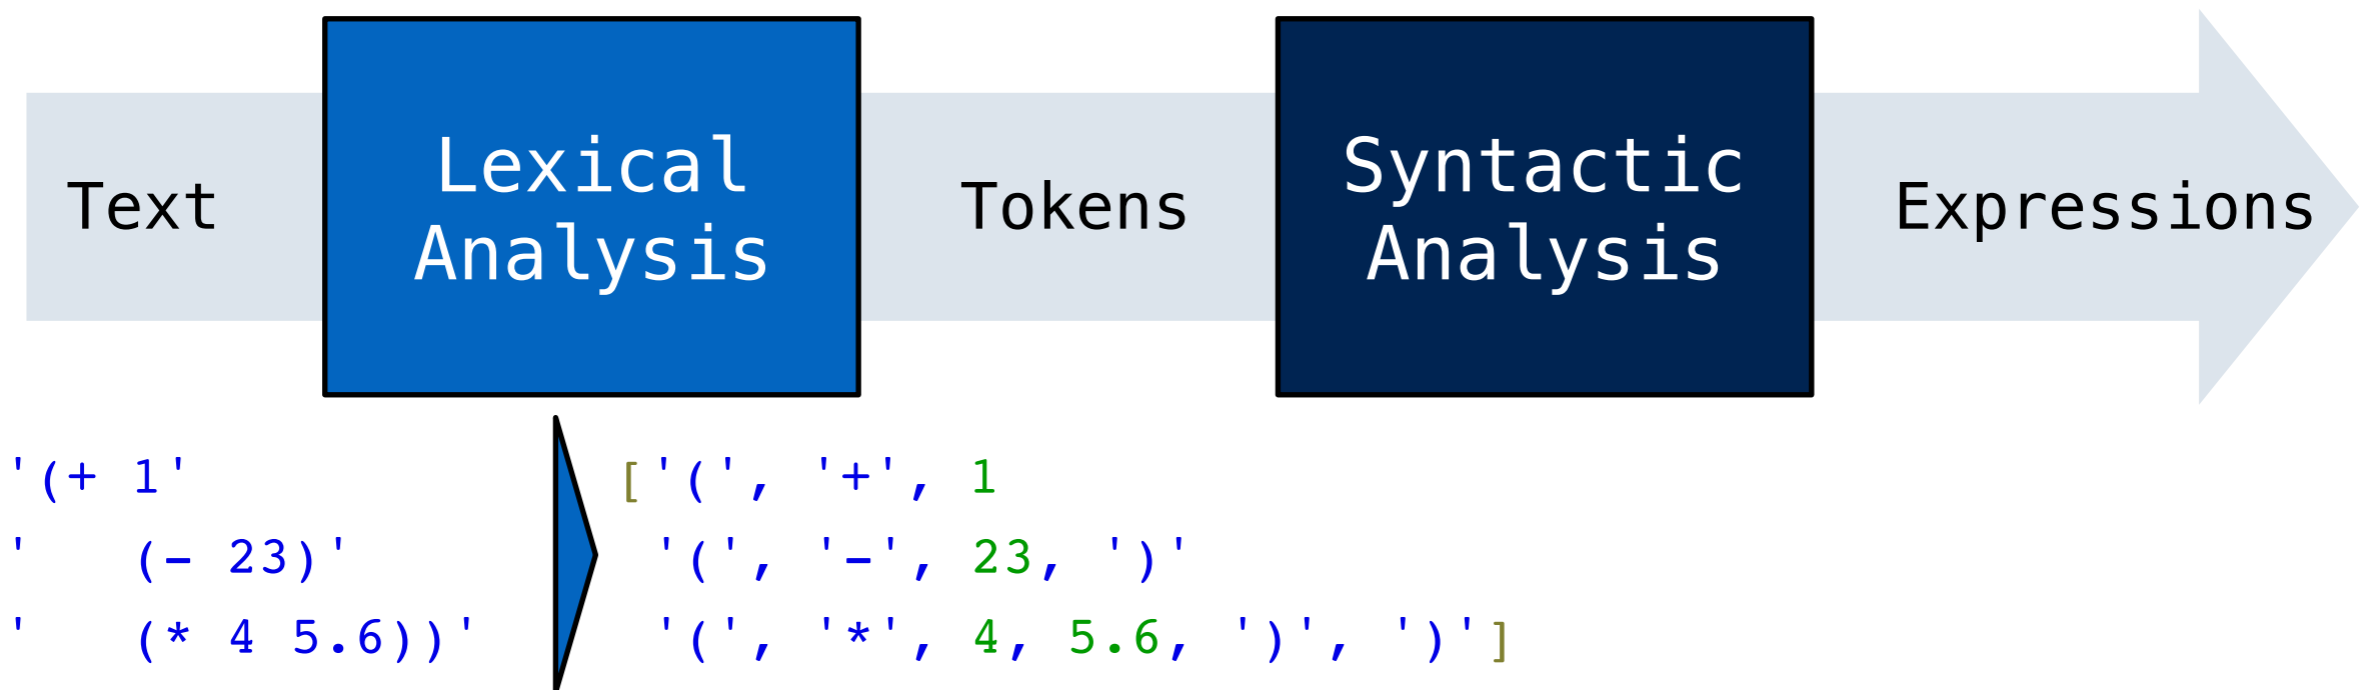 Text
Lexical
Analysis
Tokens
Syntactic
Analysis
Expressions
'(+ 1'
'   (- 23)'
'   (* 4 5.6))'
['(', '+', 1
'(', '-', 23, ')'
'(', '*', 4, 5.6, ')', ')']